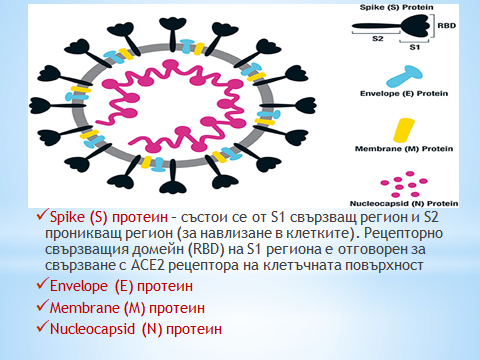 Spike (S) Protein
RBD
S2
S1
Envelope (E) Protein
Membrane (M) Protein
Nucleocapsid (N) Protein
Spike (S) протеин – състои се от S1 свързващ регион и S2
проникващ регион (за навлизане в клетките). Рецепторно
свързващия домейн (RBD) на S1 региона е отговорен за
свързване с ACE2 рецептора на клетъчната повърхност
Envelope (E) протеин
Membrane (M) протеин
Nucleocapsid (N) протеин